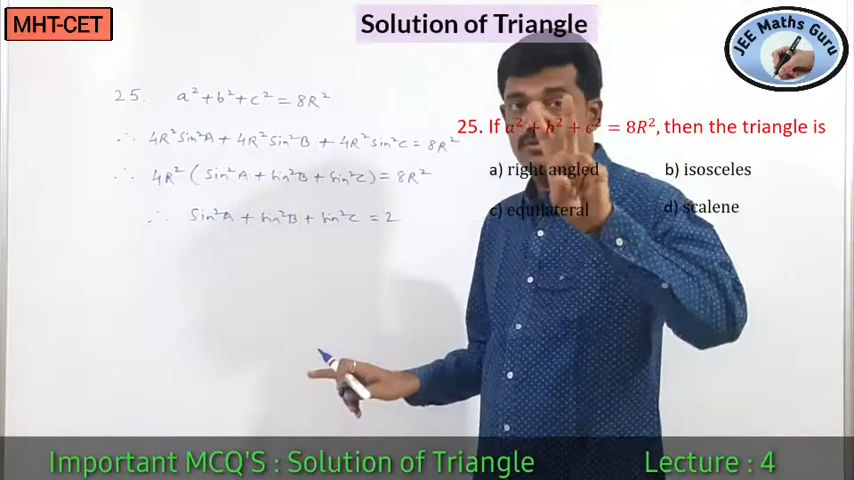 MHT-CET
Solution of Triangle
JEE Maths Guru
25. a² + b² + c² = 8R²
∴ 4R² sin²A + 4R² sin²B + 4R² sin²C = 8R²
∴ 4R² ( sin²A + sin²B + sin²C ) = 8R²
∴ sin²A + sin²B + sin²C = 2
25. If a² + b² + c² = 8R², then the triangle is
a) right angled b) isosceles
c) equilateral d) scalene
Important MCQ'S : Solution of Triangle Lecture : 4